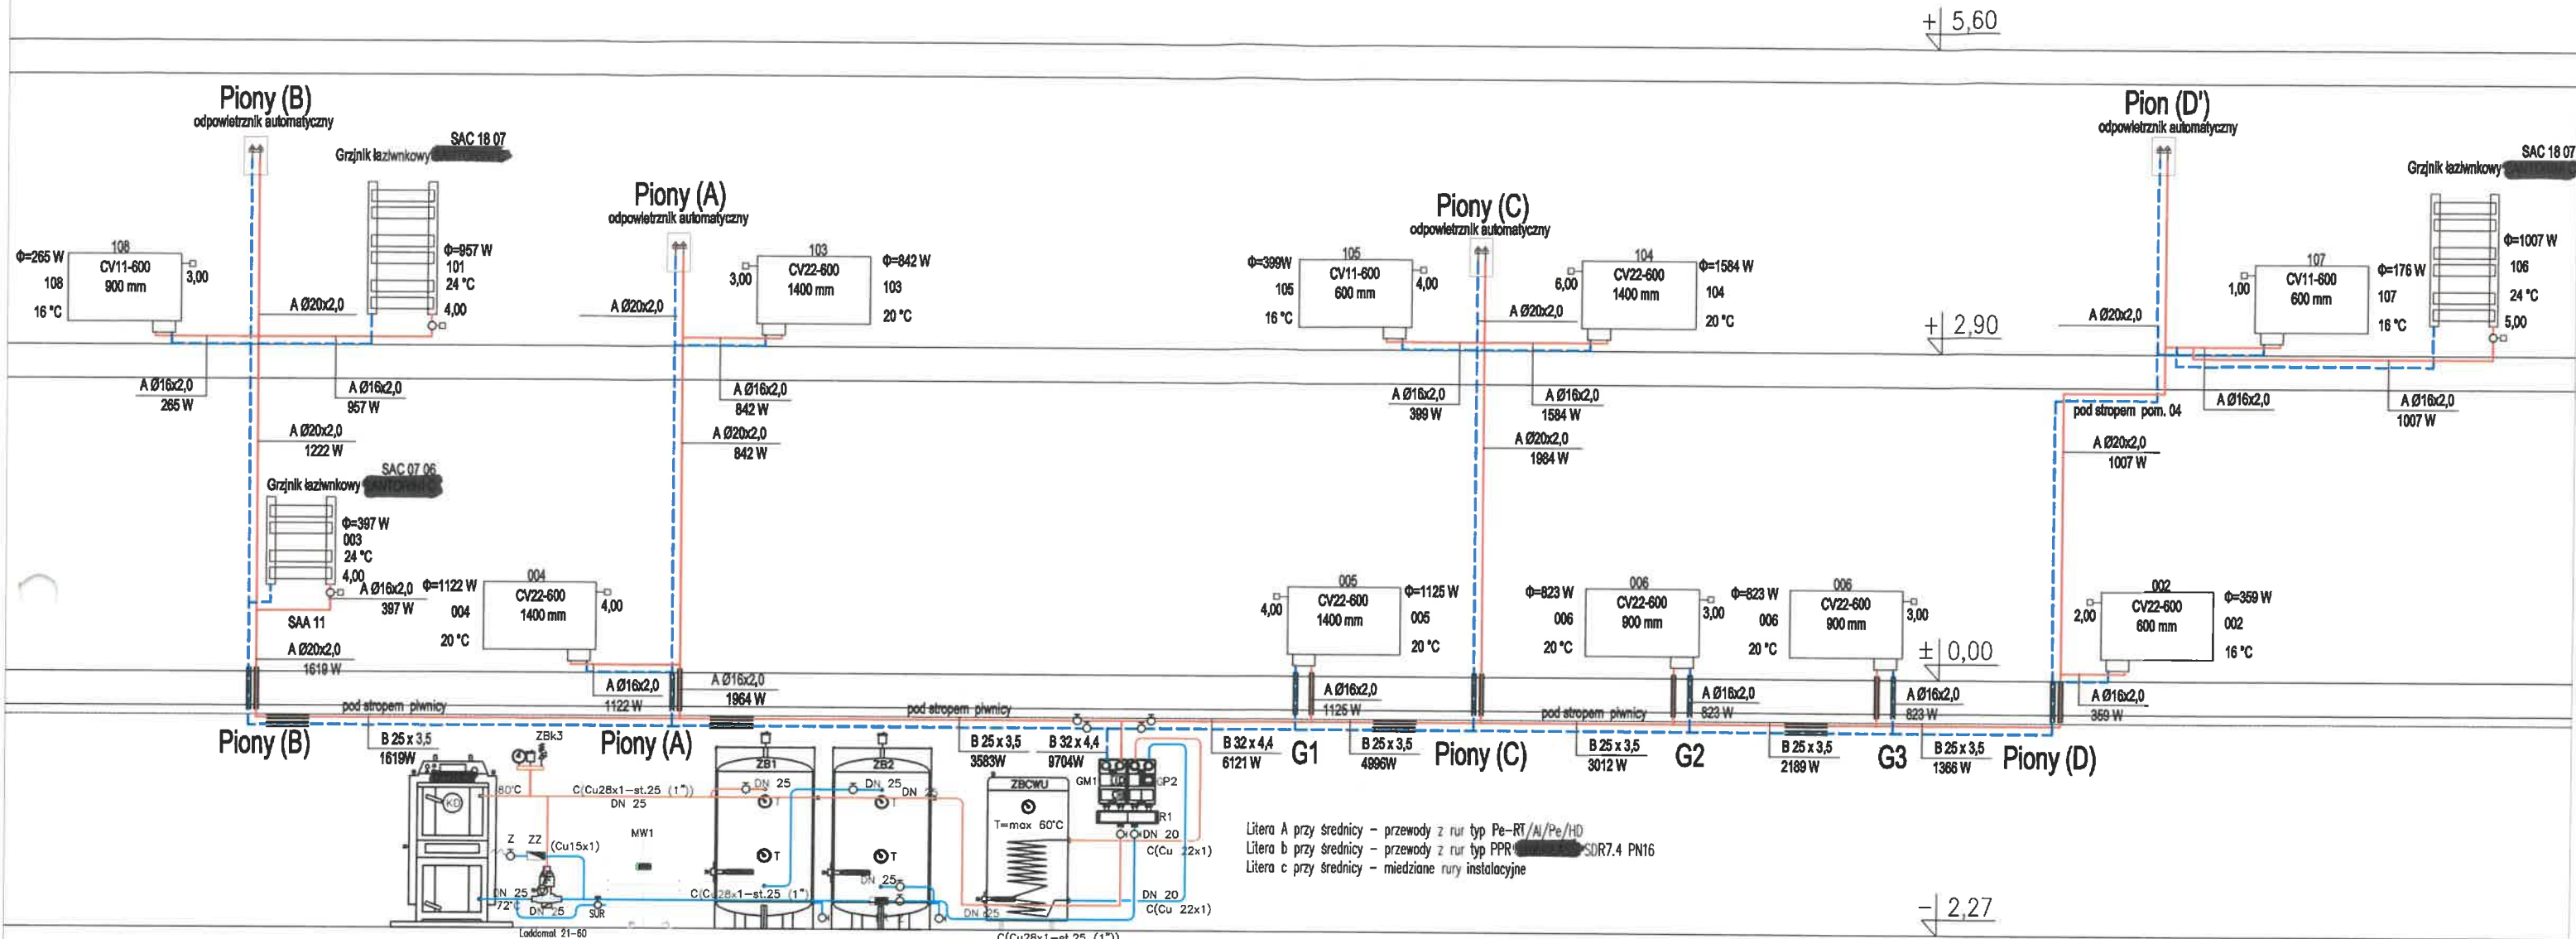 + 5,60
Piony (B)
odpowietrznik automatyczny
SAC 18 07
Grzjnik łaziwnkowy
Φ=265 W
108
16 °C
108
CV11-600
900 mm
3,00
A Ø20x2,0
Φ=957 W
101
24 °C
4,00
A Ø16x2,0
265 W
A Ø16x2,0
957 W
A Ø20x2,0
1222 W
SAC 07 06
Grzjnik łaziwnkowy
Φ=397 W
003
24 °C
4,00
A Ø16x2,0
397 W
SAA 11
A Ø20x2,0
1619 W
Piony (A)
odpowietrznik automatyczny
A Ø20x2,0
3,00
103
CV22-600
1400 mm
Φ=842 W
103
20 °C
A Ø16x2,0
842 W
A Ø20x2,0
842 W
Φ=1122 W
004
20 °C
004
CV22-600
1400 mm
4,00
A Ø16x2,0
1122 W
A Ø16x2,0
1964 W
Piony (C)
odpowietrznik automatyczny
Φ=399W
105
16 °C
105
CV11-600
600 mm
4,00
A Ø20x2,0
6,00
104
CV22-600
1400 mm
Φ=1584 W
104
20 °C
A Ø16x2,0
399 W
A Ø16x2,0
1584 W
A Ø20x2,0
1984 W
+ 2,90
Pion (D')
odpowietrznik automatyczny
SAC 18 07
Grzjnik łaziwnkowy
A Ø20x2,0
1,00
107
CV11-600
600 mm
Φ=176 W
107
16 °C
Φ=1007 W
106
24 °C
5,00
pod stropem pom. 04
A Ø16x2,0
A Ø16x2,0
1007 W
A Ø20x2,0
1007 W
4,00
005
CV22-600
1400 mm
Φ=1125 W
005
20 °C
A Ø16x2,0
1125 W
Φ=823 W
006
20 °C
006
CV22-600
900 mm
3,00
A Ø16x2,0
823 W
Φ=823 W
006
20 °C
006
CV22-600
900 mm
3,00
A Ø16x2,0
823 W
± 0,00
2,00
002
CV22-600
600 mm
Φ=359 W
002
16 °C
A Ø16x2,0
359 W
pod stropem piwnicy
pod stropem piwnicy
pod stropem piwnicy
Piony (B)
B 25 x 3,5
1619W
Piony (A)
B 25 x 3,5
3583W
B 32 x 4,4
9704W
B 32 x 4,4
6121 W
G1
B 25 x 3,5
4996W
Piony (C)
B 25 x 3,5
3012 W
G2
B 25 x 3,5
2189 W
G3
B 25 x 3,5
1366 W
Piony (D)
ZBk3
KD
80°C
C(Cu28x1-st.25 (1"))
DN 25
Z
ZZ
(Cu15x1)
MW1
DN 25
72°C
DN 25
SUR
Laddomat 21-60
C(Cu28x1-st.25 (1")
ZB1
DN 25
T
T
ZB2
DN 25
DN 25
T
T
DN 25
ZBCWU
T=max 60°C
DN 25
C(Cu28x1-st.25 (1"))
GM1
GP2
R1
DN 20
C(Cu 22x1)
DN 20
C(Cu 22x1)
Litera A przy średnicy - przewody z rur typ Pe-RT/Al/Pe/HD
Litera b przy średnicy - przewody z rur typ PPR SDR7.4 PN16
Litera c przy średnicy - miedziane rury instalacyjne
- 2,27